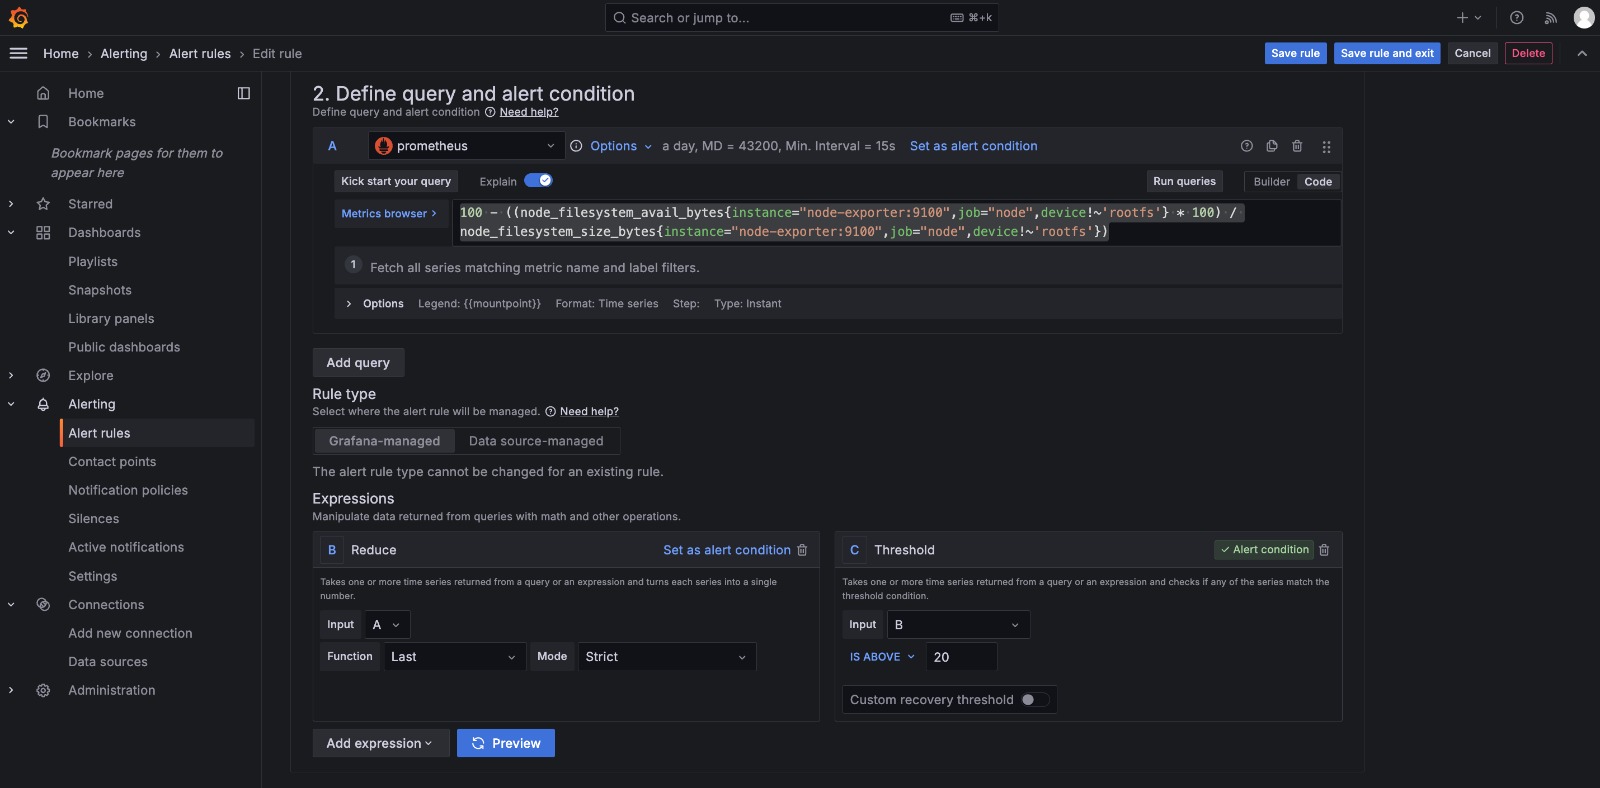 Search or jump to...
⌘+k
Home › Alerting › Alert rules › Edit rule
Save rule
Save rule and exit
Cancel
Delete
Home
Bookmarks
Bookmark pages for them to
appear here
Starred
Dashboards
Playlists
Snapshots
Library panels
Public dashboards
Explore
Alerting
Alert rules
Contact points
Notification policies
Silences
Active notifications
Settings
Connections
Add new connection
Data sources
Administration
2. Define query and alert condition
Define query and alert condition Need help?
A prometheus Options a day, MD = 43200, Min. Interval = 15s Set as alert condition
Kick start your query Explain Run queries Builder Code
Metrics browser >
100 - ((node_filesystem_avail_bytes{instance="node-exporter:9100",job="node",device!~'rootfs'} * 100) /
node_filesystem_size_bytes{instance="node-exporter:9100",job="node",device!~'rootfs'})
1 Fetch all series matching metric name and label filters.
Options Legend: {{mountpoint}} Format: Time series Step: Type: Instant
Add query
Rule type
Select where the alert rule will be managed. Need help?
Grafana-managed Data source-managed
The alert rule type cannot be changed for an existing rule.
Expressions
Manipulate data returned from queries with math and other operations.
B Reduce Set as alert condition
Takes one or more time series returned from a query or an expression and turns each series into a single
number.
Input A
Function Last Mode Strict
C Threshold Alert condition
Takes one or more time series returned from a query or an expression and checks if any of the series match the
threshold condition.
Input B
IS ABOVE 20
Custom recovery threshold
Add expression
Preview